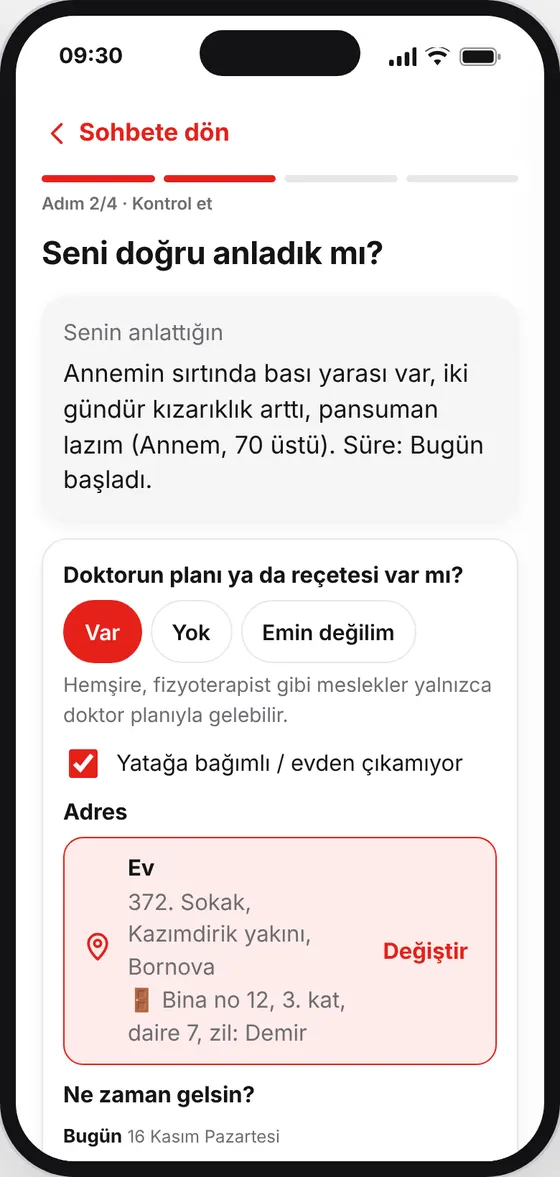 09:30
Sohbete dön
Adım 2/4 · Kontrol et
Seni doğru anladık mı?
Senin anlattığın
Annemin sırtında bası yarası var, iki
gündür kızarıklık arttı, pansuman
lazım (Annem, 70 üstü). Süre: Bugün
başladı.
Doktorun planı ya da reçetesi var mı?
Var
Yok
Emin değilim
Hemşire, fizyoterapist gibi meslekler yalnızca
doktor planıyla gelebilir.
Yatağa bağımlı / evden çıkamıyor
Adres
Ev
372. Sokak,
Kazımdirik yakını,
Bornova
🚪 Bina no 12, 3. kat,
daire 7, zil: Demir
Değiştir
Ne zaman gelsin?
Bugün 16 Kasım Pazartesi